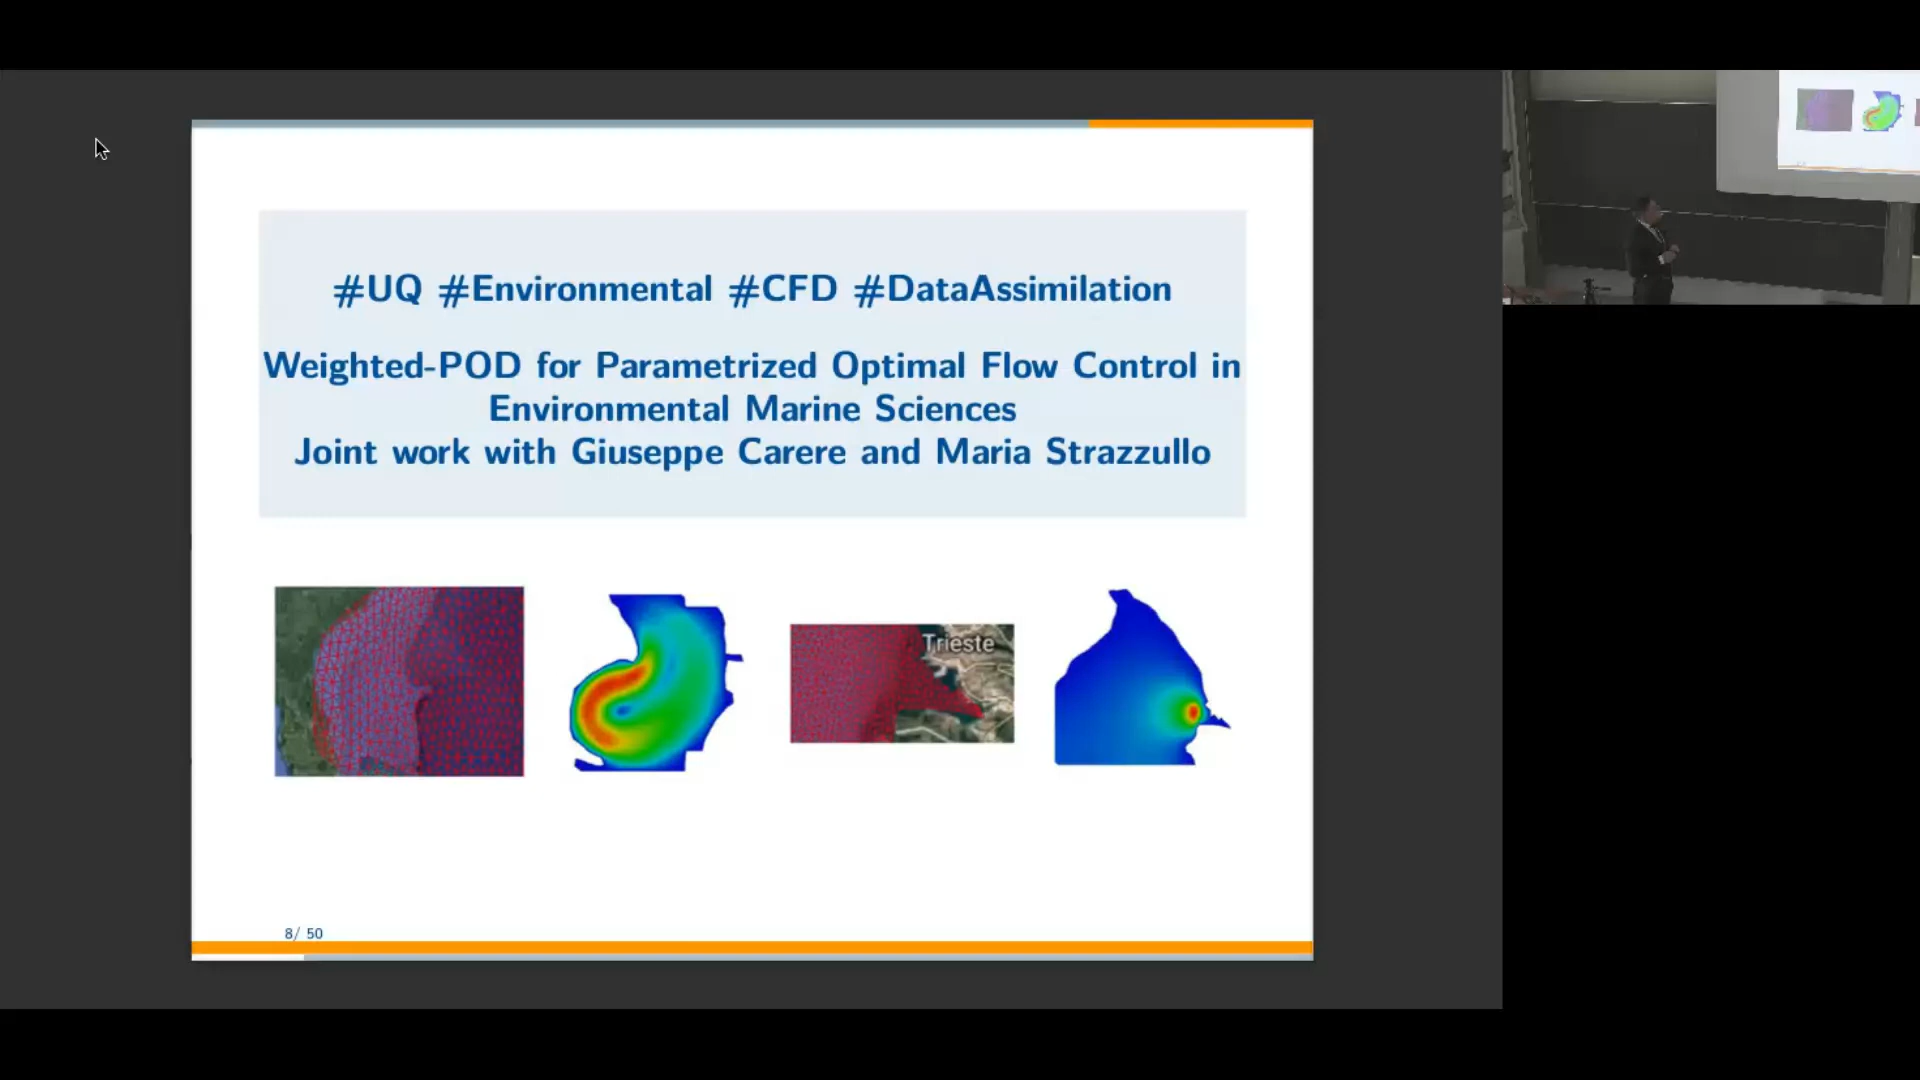 #UQ #Environmental #CFD #DataAssimilation
Weighted-POD for Parametrized Optimal Flow Control in
Environmental Marine Sciences
Joint work with Giuseppe Carere and Maria Strazzullo
Trieste
8/ 50